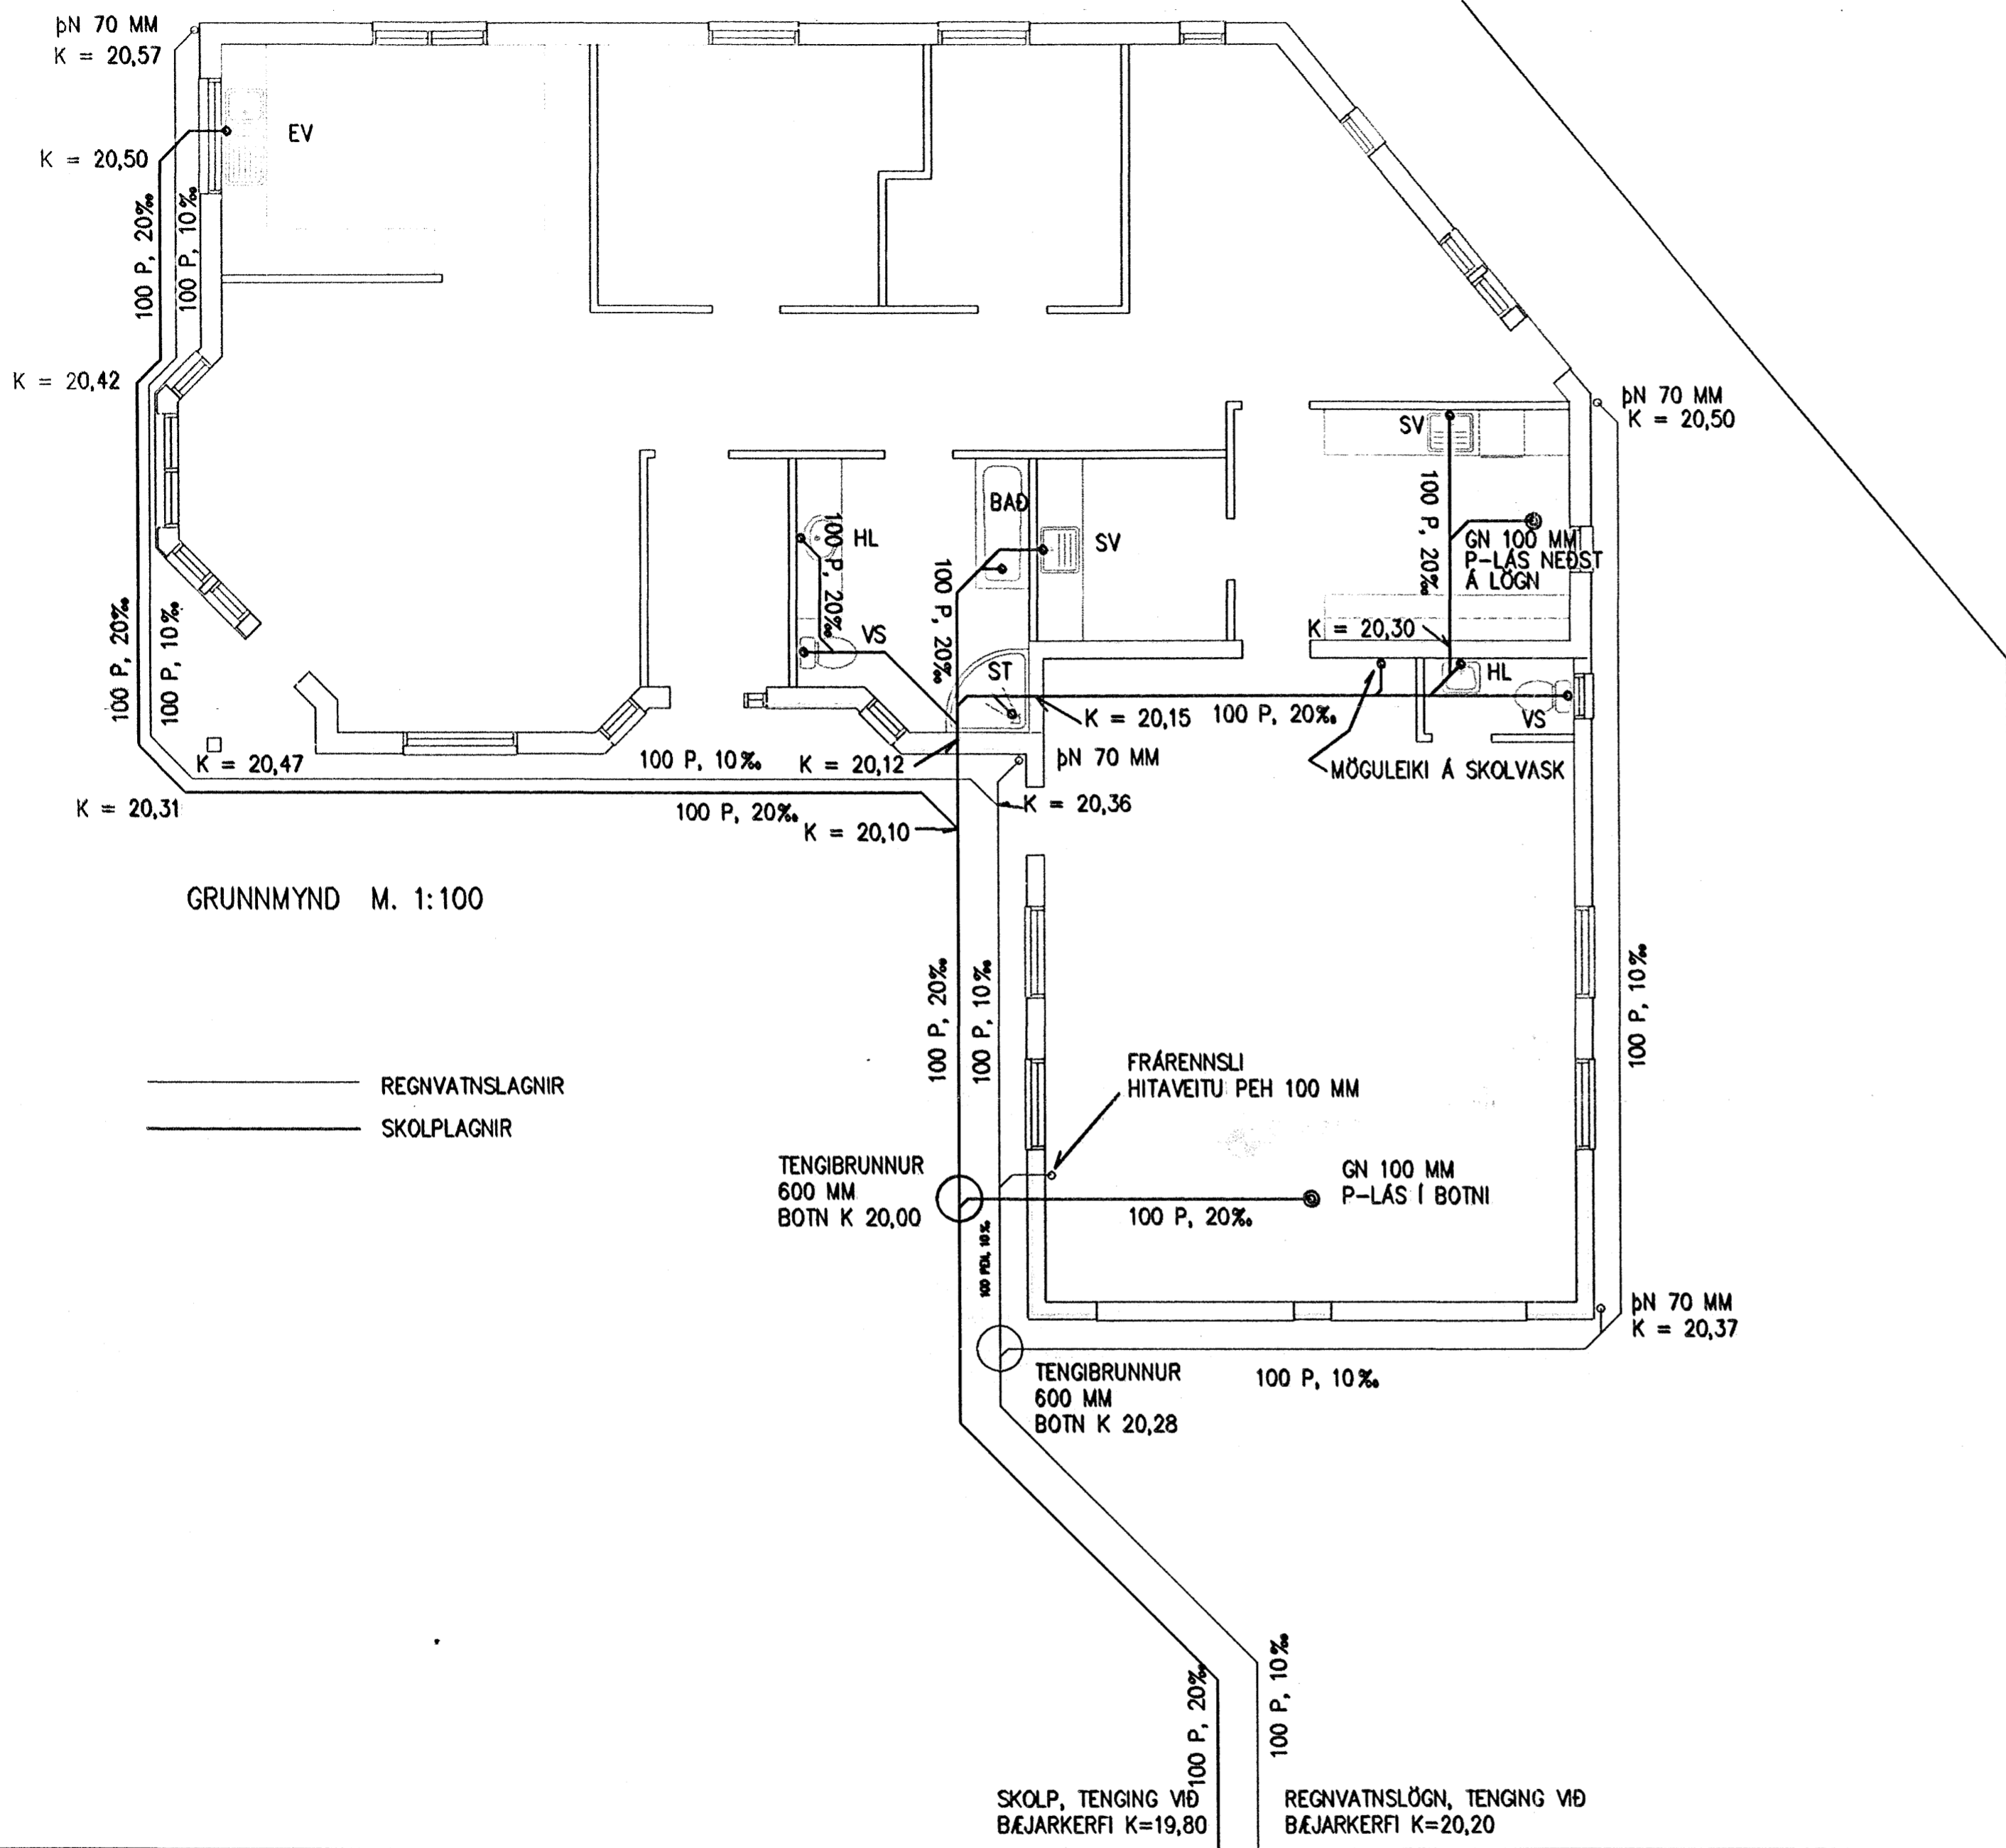 þN 70 MM
K = 20,57
EV
K = 20,50
100 P, 20‰
100 P, 10‰
K = 20,42
þN 70 MM
K = 20,50
SV
100 P, 20‰
GN 100 MM
P-LÁS NEÐST
Á LÖGN
BAÐ
HL
100 P, 20‰
SV
100 P, 20‰
VS
K = 20,30
ST
HL
100 P, 20‰
100 P, 10‰
K = 20,15
100 P, 20‰
VS
K = 20,47
100 P, 10‰
K = 20,12
þN 70 MM
MÖGULEIKI Á SKOLVASK
K = 20,31
100 P, 20‰
K = 20,10
K = 20,36
GRUNNMYND M. 1:100
100 P, 20‰
100 P, 10‰
100 P, 10‰
REGNVATNSLAGNIR
SKOLPLAGNIR
FRÁRENNSLI
HITAVEITU PEH 100 MM
TENGIBRUNNUR
600 MM
BOTN K 20,00
GN 100 MM
P-LÁS Í BOTNI
100 P, 20‰
þN 70 MM
K = 20,37
TENGIBRUNNUR
600 MM
BOTN K 20,28
100 P, 10‰
100 P, 20‰
100 P, 10‰
SKOLP, TENGING VIÐ
BÆJARKERFI K=19,80
REGNVATNSLÖGN, TENGING VIÐ
BÆJARKERFI K=20,20